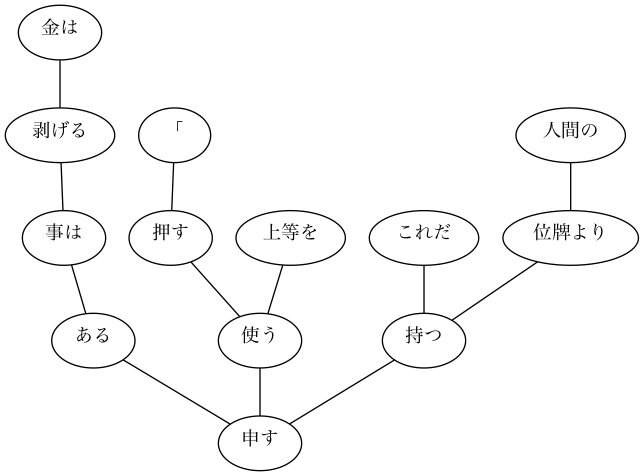 金は
剥げる
「
人間の
事は
押す
上等を
これだ
位牌より
ある
使う
持つ
申す